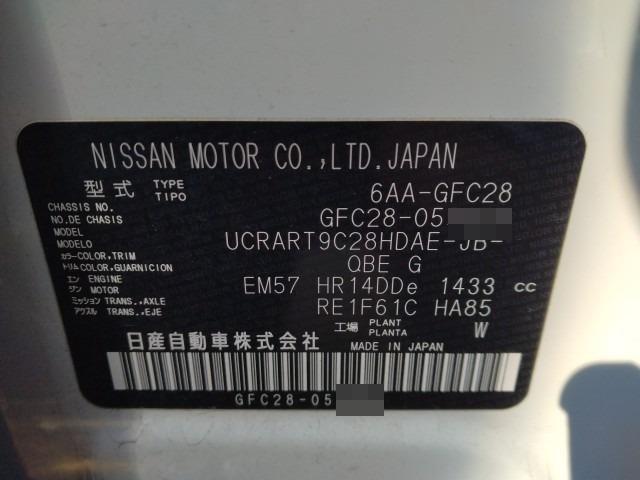 NISSAN MOTOR CO.,LTD.JAPAN
型式 TYPE TIPO 6AA-GFC28
CHASSIS NO. NO.DE CHASIS GFC28-05
MODEL MODELO UCRART9C28HDAE-JB-
カラー COLOR,TRIM トリム COLOR,GUARNICION QBE G
エン ENGINE ジン MOTOR EM57 HR14DDe 1433 cc
ミッション TRANS.,AXLE アクスル TRANS.,EJE RE1F61C HA85
工場 PLANT PLANTA W
日産自動車株式会社 MADE IN JAPAN
GFC28-05